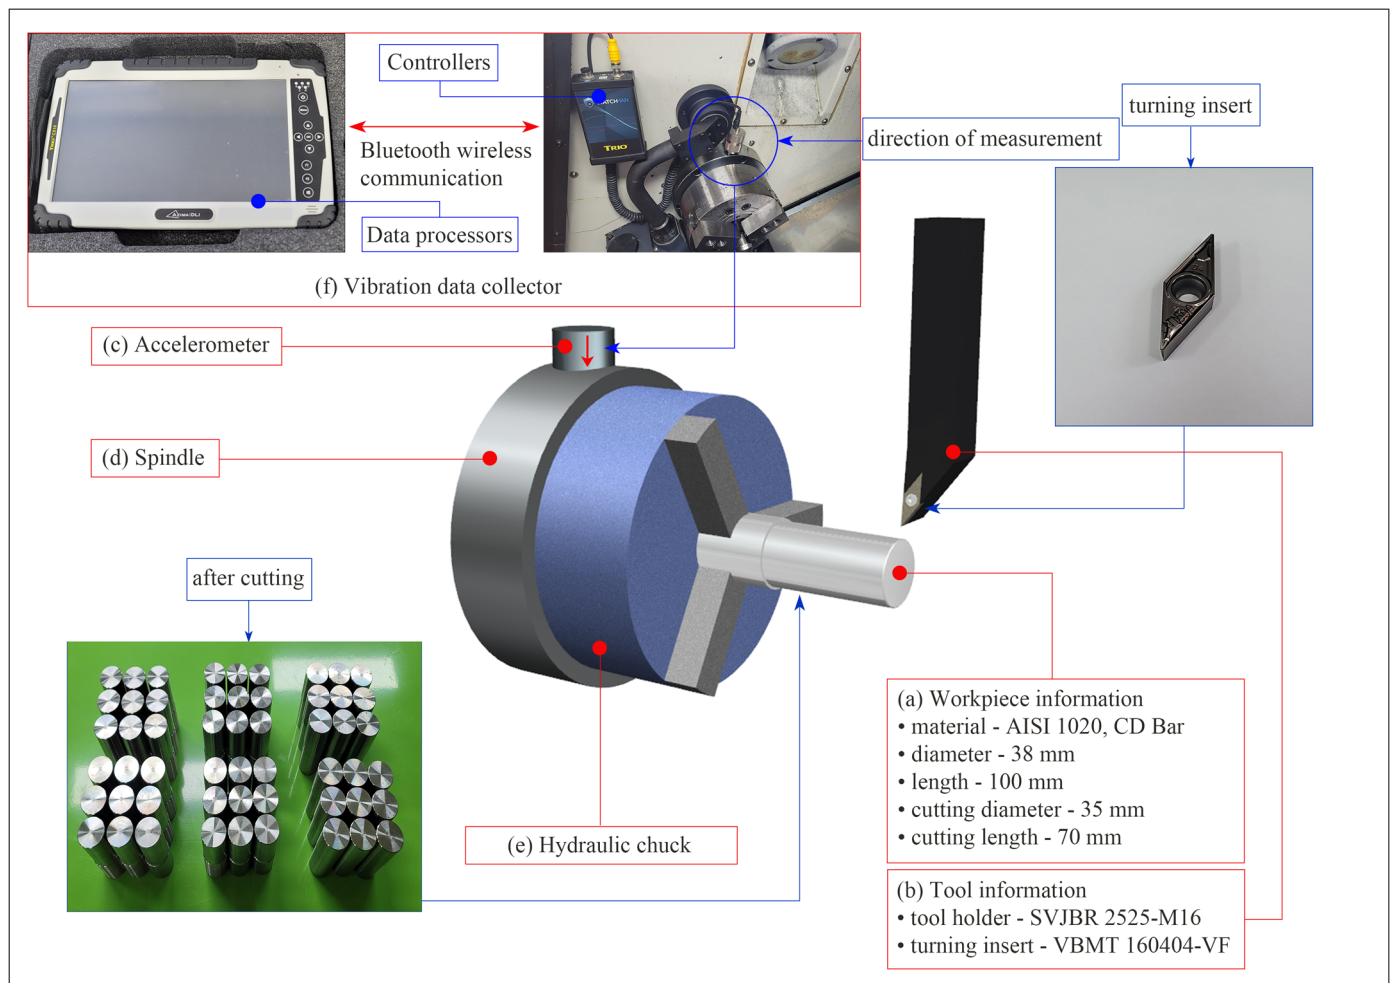 Controllers
Bluetooth wireless
communication
Data processors
TRIO
(f) Vibration data collector
direction of measurement
turning insert
(c) Accelerometer
(d) Spindle
after cutting
(e) Hydraulic chuck
(a) Workpiece information
• material - AISI 1020, CD Bar
• diameter - 38 mm
• length - 100 mm
• cutting diameter - 35 mm
• cutting length - 70 mm
(b) Tool information
• tool holder - SVJBR 2525-M16
• turning insert - VBMT 160404-VF